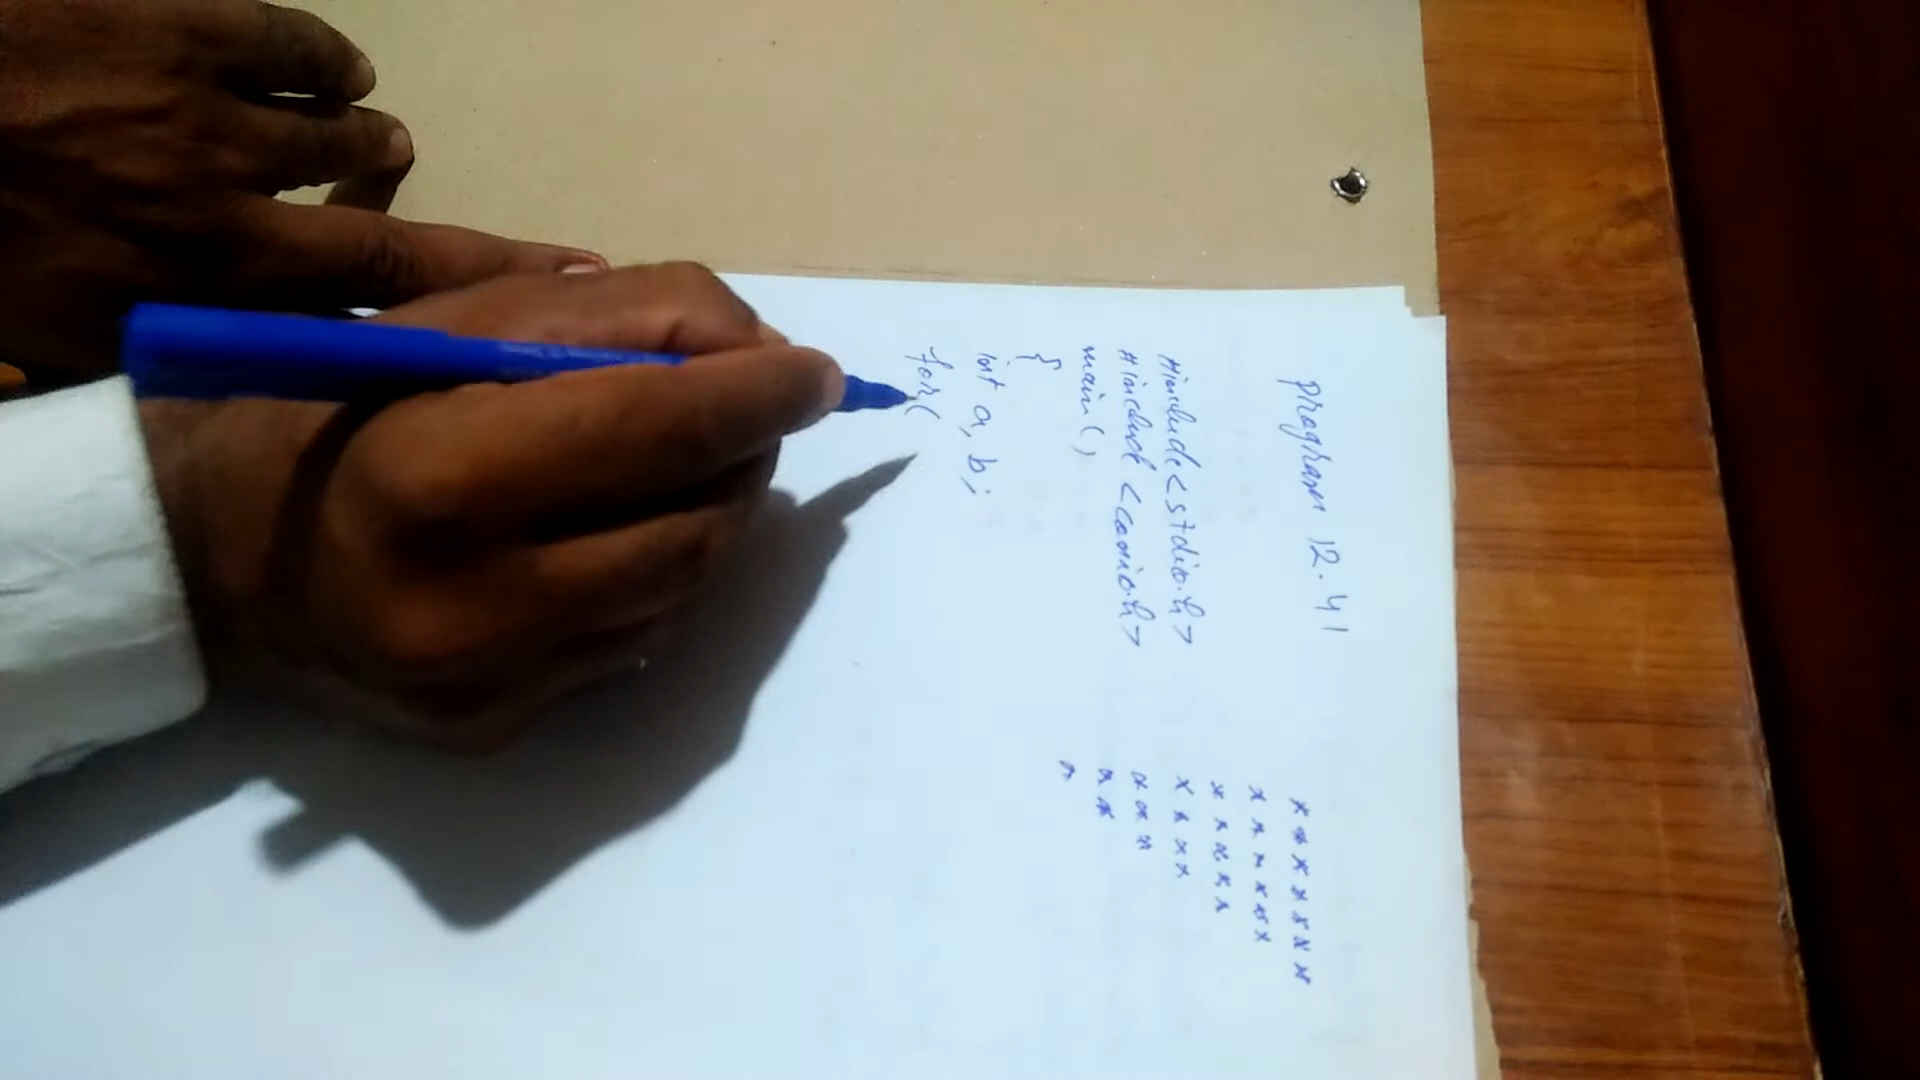 Program 12.41
#include<stdio.h>
#include <conio.h>
main()
{
int a, b;
for(
* * * * * * *
* * * * * *
* * * * *
* * * *
* * *
* *
*